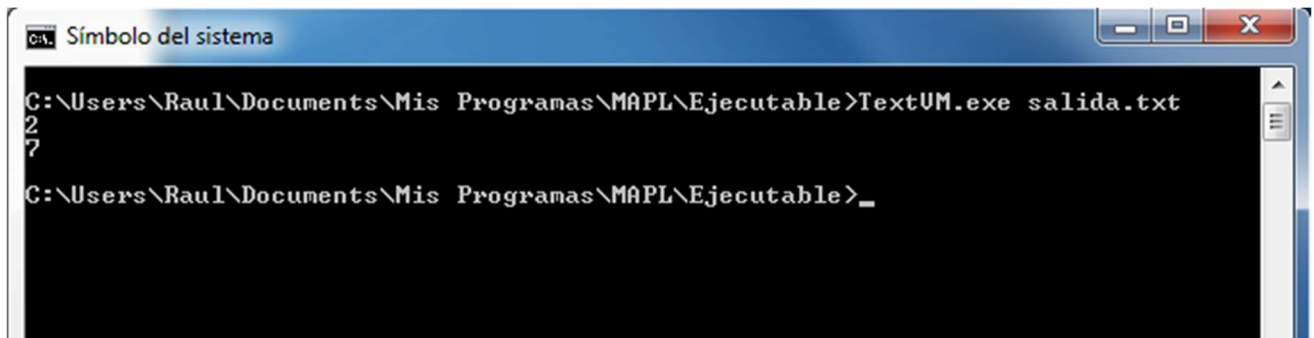 Símbolo del sistema
C:\Users\Raul\Documents\Mis Programas\MAPL\Ejecutable>TextVM.exe salida.txt
2
7
C:\Users\Raul\Documents\Mis Programas\MAPL\Ejecutable>_